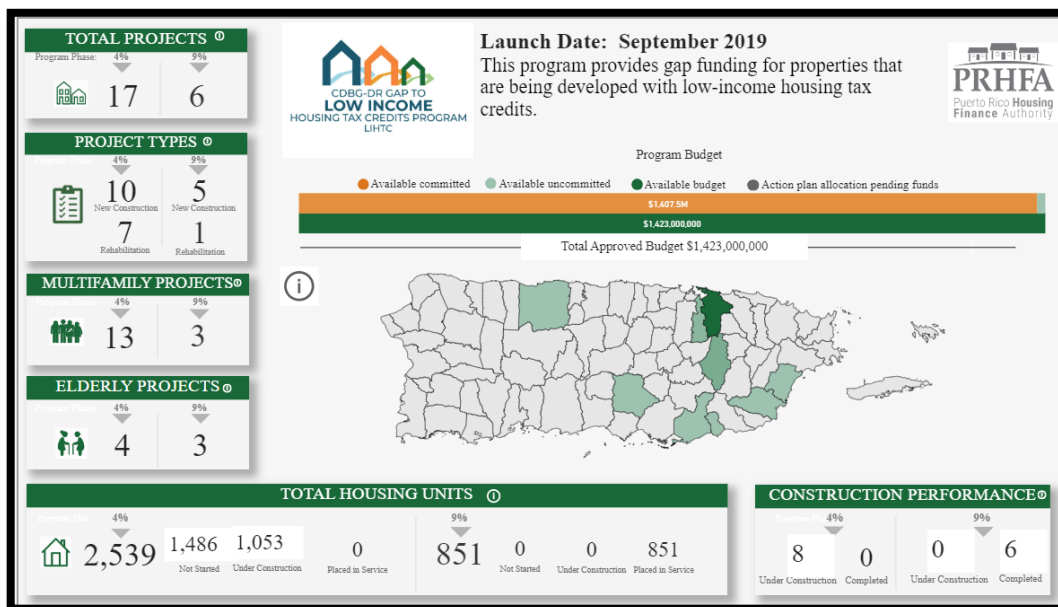 TOTAL PROJECTS
Program Phase: 4% 9%
17 6
PROJECT TYPES
Program Phase: 4% 9%
10 5
New Construction New Construction
7 1
Rehabilitation Rehabilitation
MULTIFAMILY PROJECTS
Program Phase: 4% 9%
13 3
ELDERLY PROJECTS
Program Phase: 4% 9%
4 3
CDBG-DR GAP TO
LOW INCOME
HOUSING TAX CREDITS PROGRAM
LIHTC
Launch Date: September 2019
This program provides gap funding for properties that
are being developed with low-income housing tax
credits.
PRHFA
Puerto Rico Housing
Finance Authority
Program Budget
Available committed Available uncommitted Available budget Action plan allocation pending funds
$1,407.5M
$1,423,000,000
Total Approved Budget $1,423,000,000
i
TOTAL HOUSING UNITS
4% 9%
2,539 1,486 1,053 0 851 0 0 851
Not Started Under Construction Placed in Service Not Started Under Construction Placed in Service
CONSTRUCTION PERFORMANCE
4% 9%
8 0 0 6
Under Construction Completed Under Construction Completed